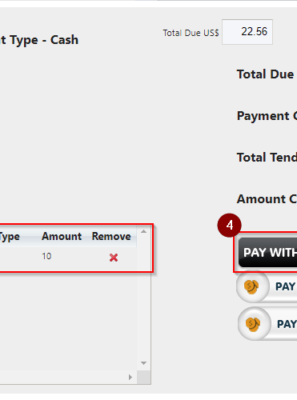 t Type - Cash
Total Due US$ 22.56
Total Due
Payment
Total Tend
Amount C
4
Type Amount Remove
10
PAY WITH
PAY
PAY